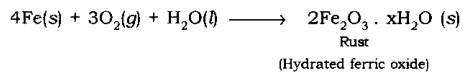 4Fe(s) + 3O₂(g) + H₂O(l) ⟶ 2Fe₂O₃ . xH₂O (s)
Rust
(Hydrated ferric oxide)